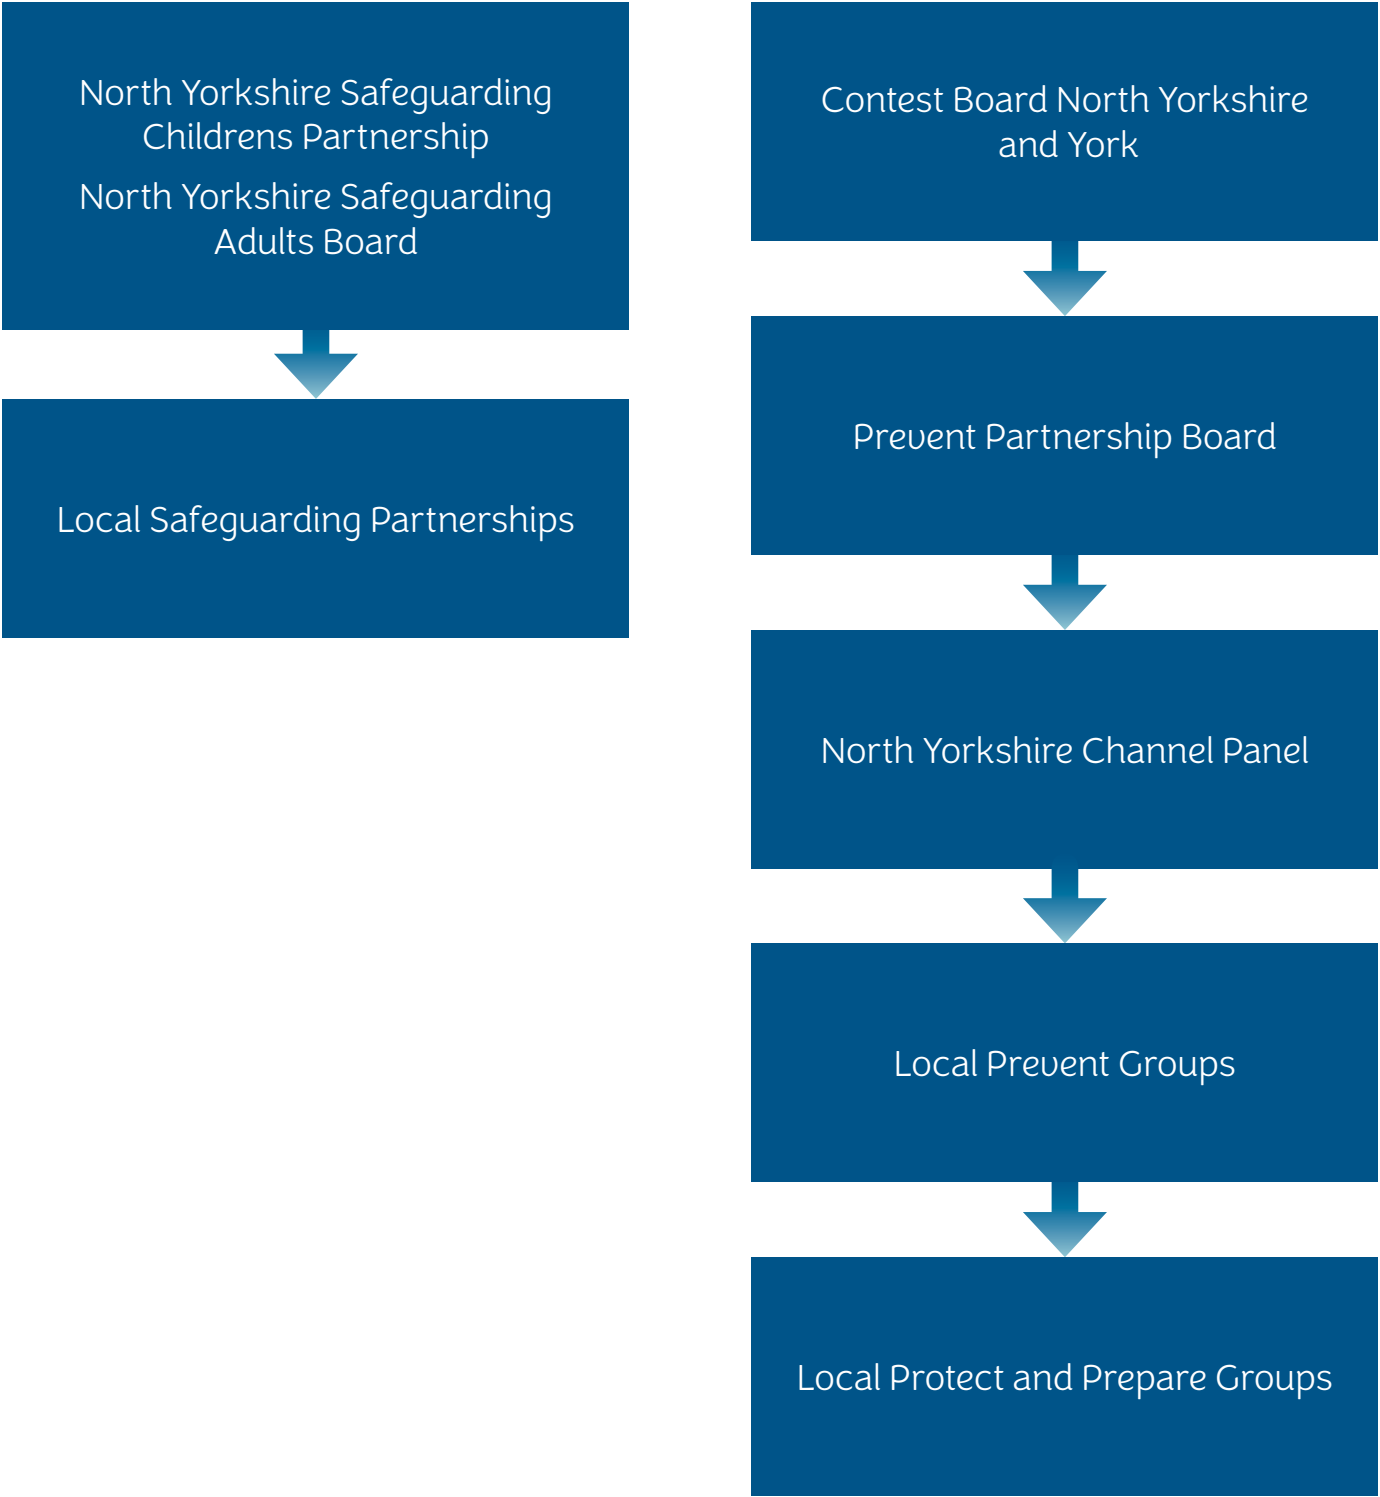 North Yorkshire Safeguarding
Childrens Partnership
North Yorkshire Safeguarding
Adults Board
Local Safeguarding Partnerships
Contest Board North Yorkshire
and York
Prevent Partnership Board
North Yorkshire Channel Panel
Local Prevent Groups
Local Protect and Prepare Groups